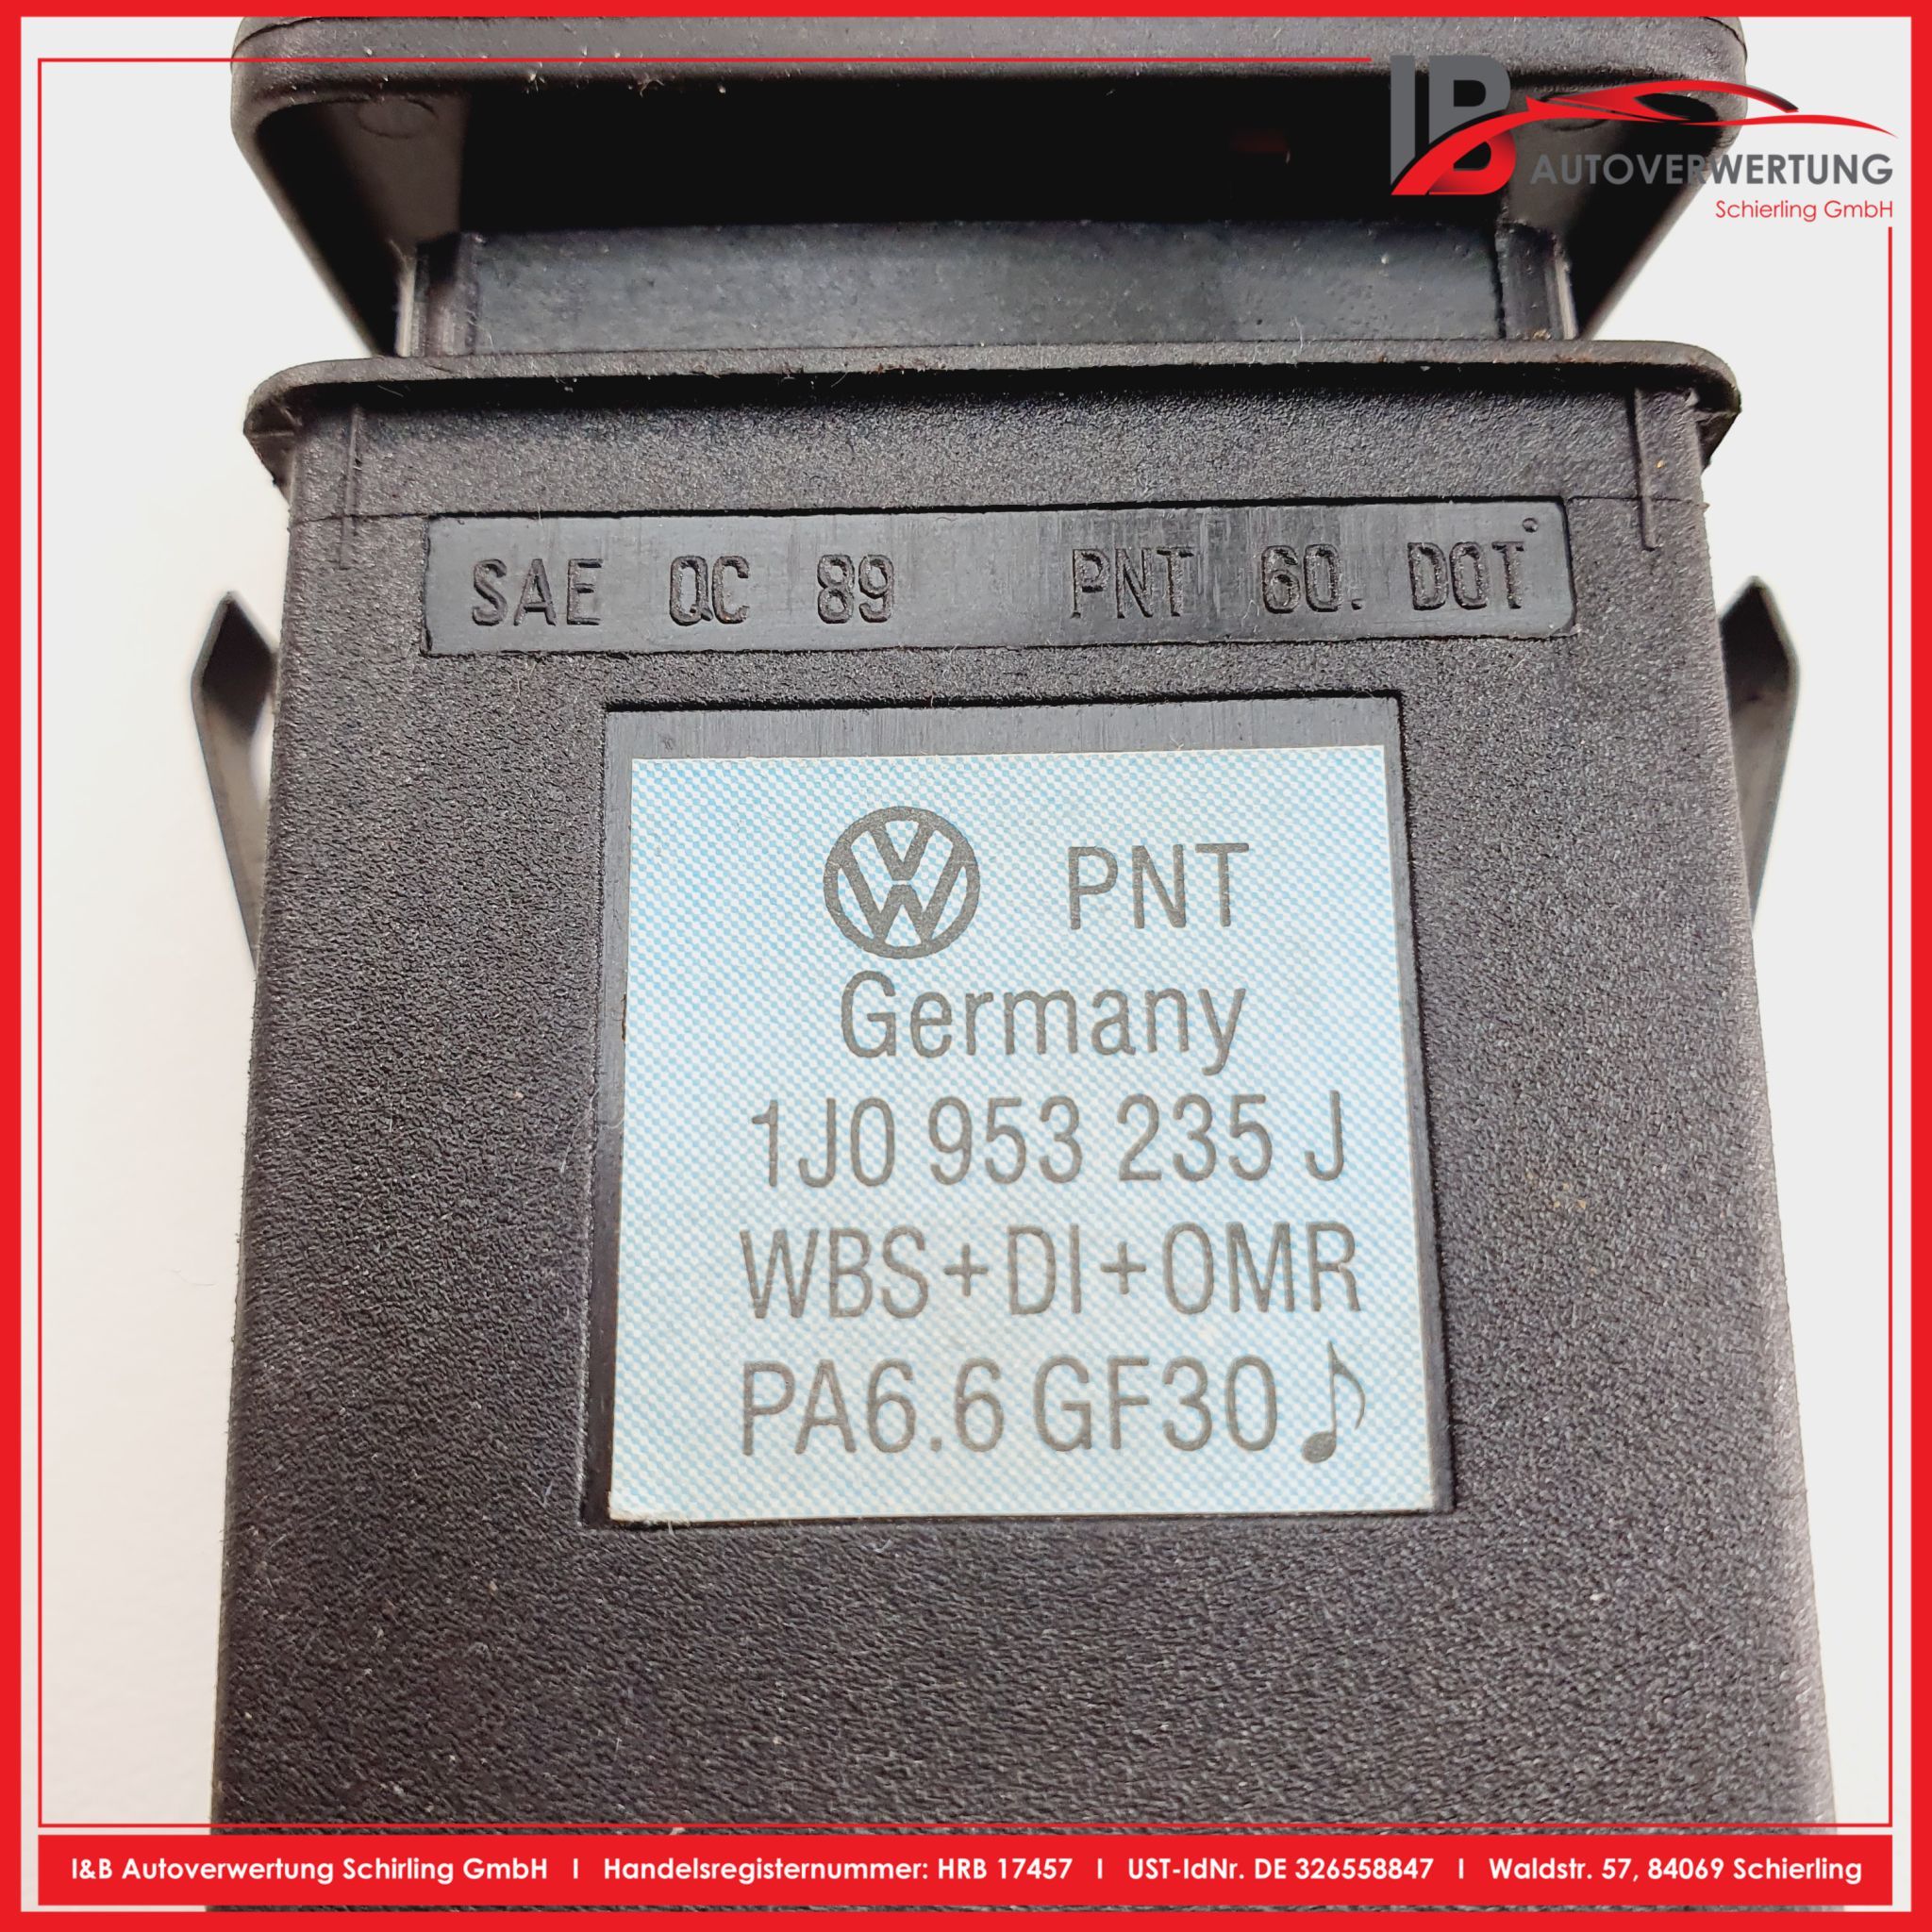 IB
AUTOVERWERTUNG
Schierling GmbH
SAE QC 89 PNT 60. DOT
PNT
Germany
1J0 953 235 J
WBS+DI+OMR
PA6.6 GF30
I&B Autoverwertung Schirling GmbH I Handelsregisternummer: HRB 17457 I UST-IdNr. DE 326558847 I Waldstr. 57, 84069 Schierling